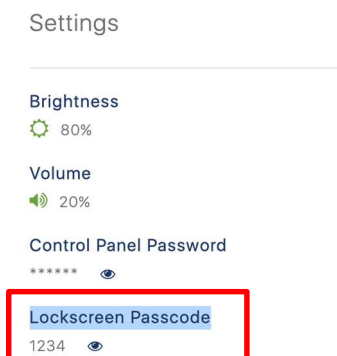 Settings
Brightness
80%
Volume
20%
Control Panel Password
******
Lockscreen Passcode
1234